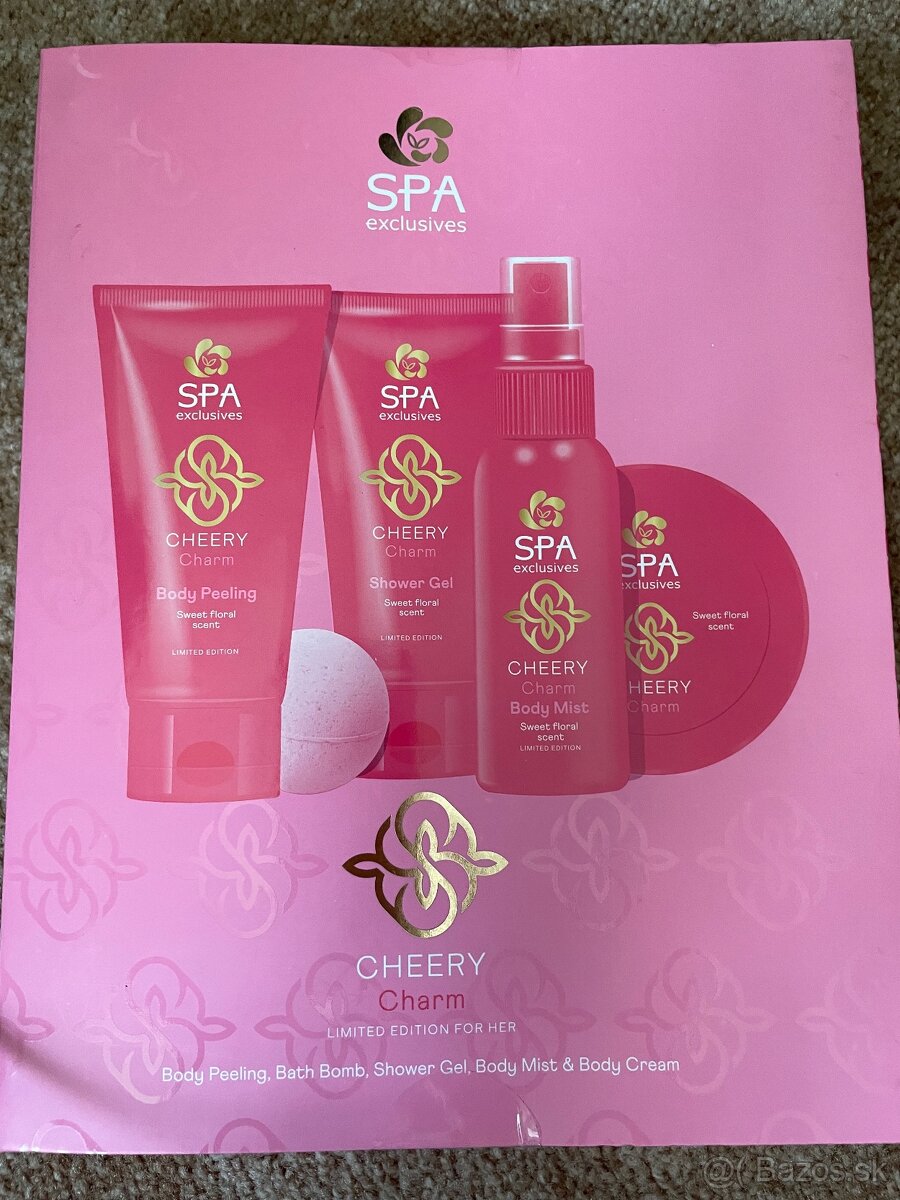 SPA
exclusives
SPA
exclusives
CHEERY
Charm
Body Peeling
Sweet floral
scent
LIMITED EDITION
SPA
exclusives
CHEERY
Charm
Shower Gel
Sweet floral
scent
LIMITED EDITION
SPA
exclusives
CHEERY
Charm
Body Mist
Sweet floral
scent
LIMITED EDITION
SPA
exclusives
Sweet floral
scent
HEERY
Charm
CHEERY
Charm
LIMITED EDITION FOR HER
Body Peeling, Bath Bomb, Shower Gel, Body Mist & Body Cream
@ Bazos.sk